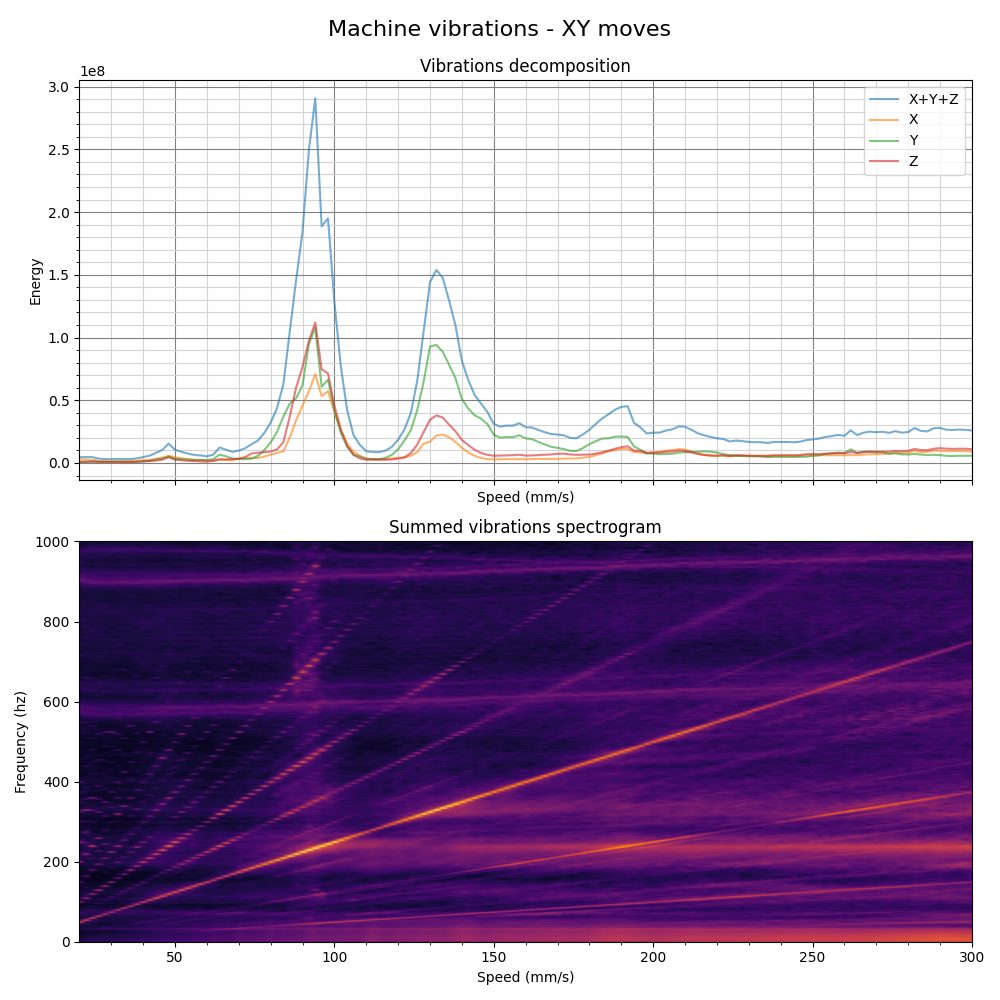 Machine vibrations - XY moves
Vibrations decomposition
1e8
3.0
2.5
2.0
1.5
1.0
0.5
0.0
Energy
X+Y+Z
X
Y
Z
Speed (mm/s)
Summed vibrations spectrogram
1000
800
600
400
200
0
Frequency (hz)
50 100 150 200 250 300
Speed (mm/s)